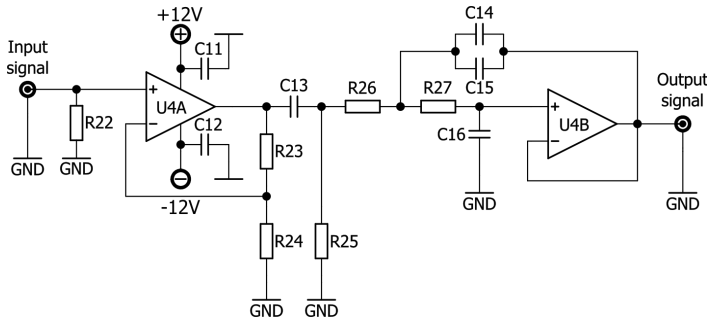 +12V
C14
Input
signal
C11
+
U4A
−
C13
R26
R27
C15
Output
signal
R22
C12
C16
+
U4B
−
GND
GND
R23
-12V
GND
GND
R24
R25
GND
GND